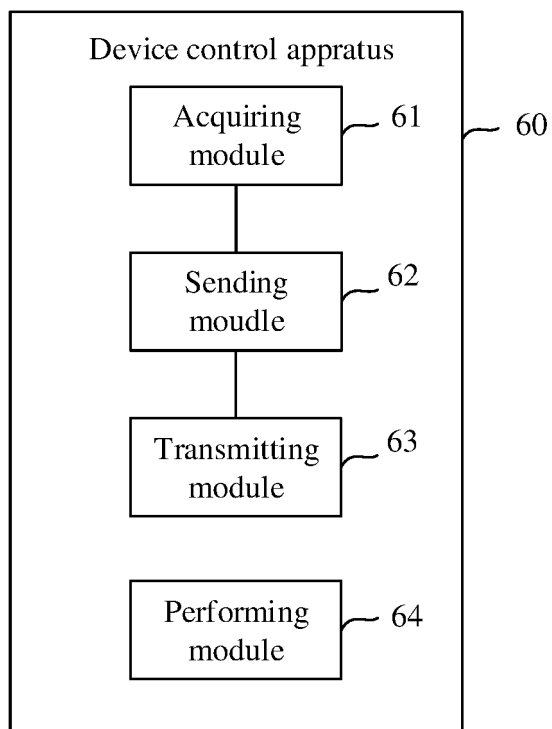 Device control appratus
Acquiring
module
61
60
Sending
moudle
62
Transmitting
module
63
Performing
module
64